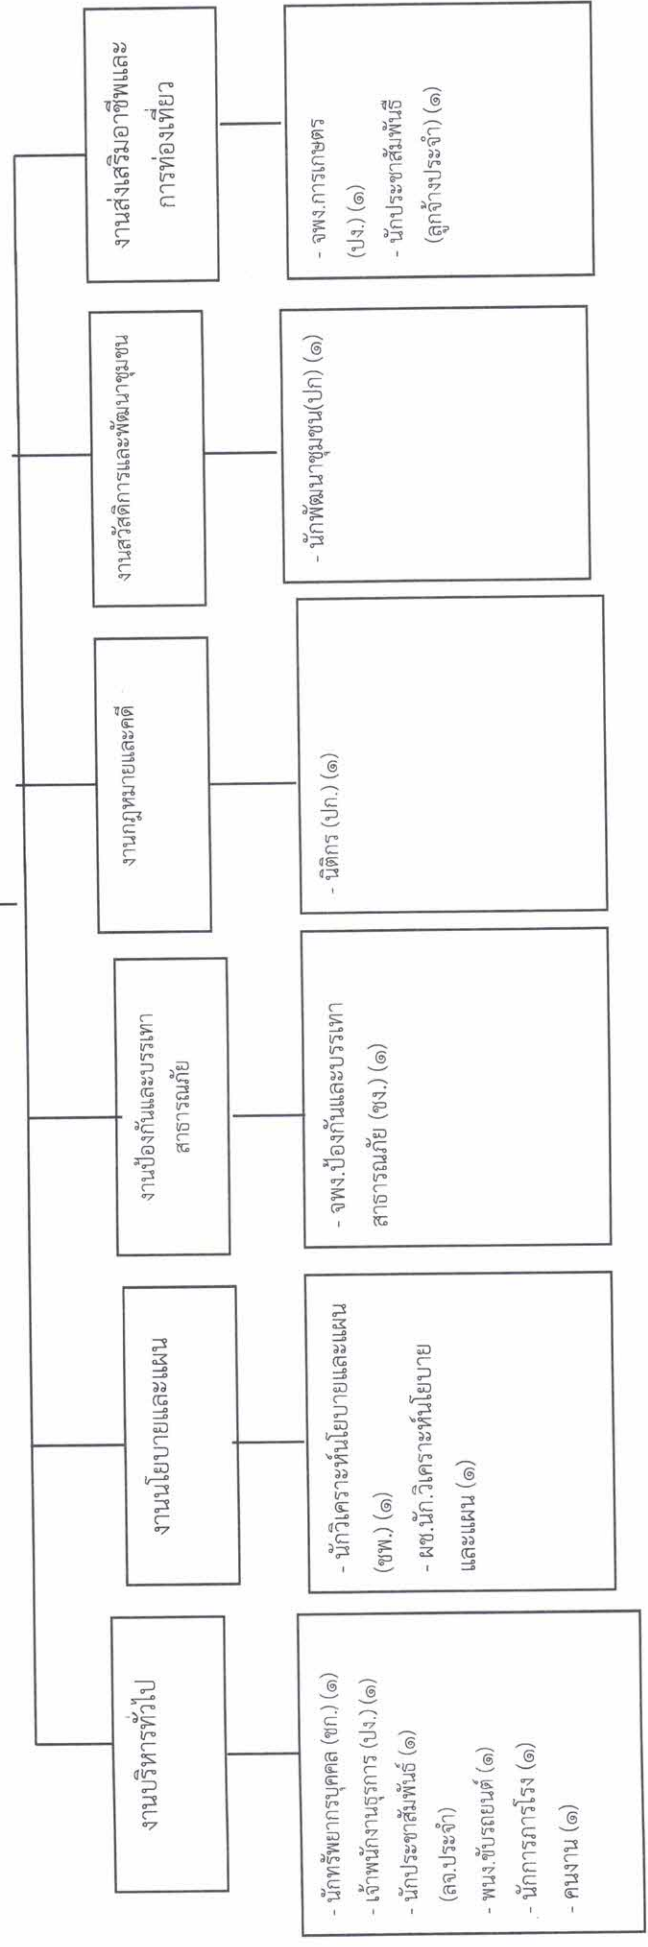 งานบริหารทั่วไป
- นักทรัพยากรบุคคล (ชก.) (๑)
- เจ้าพนักงานธุรการ (ปง.) (๑)
- นักประชาสัมพันธ์ (๑)
(ลจ.ประจำ)
- พนง.ขับรถยนต์ (๑)
- นักการภารโรง (๑)
- คนงาน (๑)
งานนโยบายและแผน
- นักวิเคราะห์นโยบายและแผน
(ชพ.) (๑)
- ผช.นัก.วิเคราะห์นโยบาย
และแผน (๑)
งานป้องกันและบรรเทา
สาธารณภัย
- จพง.ป้องกันและบรรเทา
สาธารณภัย (ชง.) (๑)
งานกฎหมายและคดี
- นิติกร (ปก.) (๑)
งานสวัสดิการและพัฒนาชุมชน
- นักพัฒนาชุมชน(ปก) (๑)
งานส่งเสริมอาชีพและ
การท่องเที่ยว
- จพง.การเกษตร
(ปง.) (๑)
- นักประชาสัมพันธ์
(ลูกจ้างประจำ) (๑)